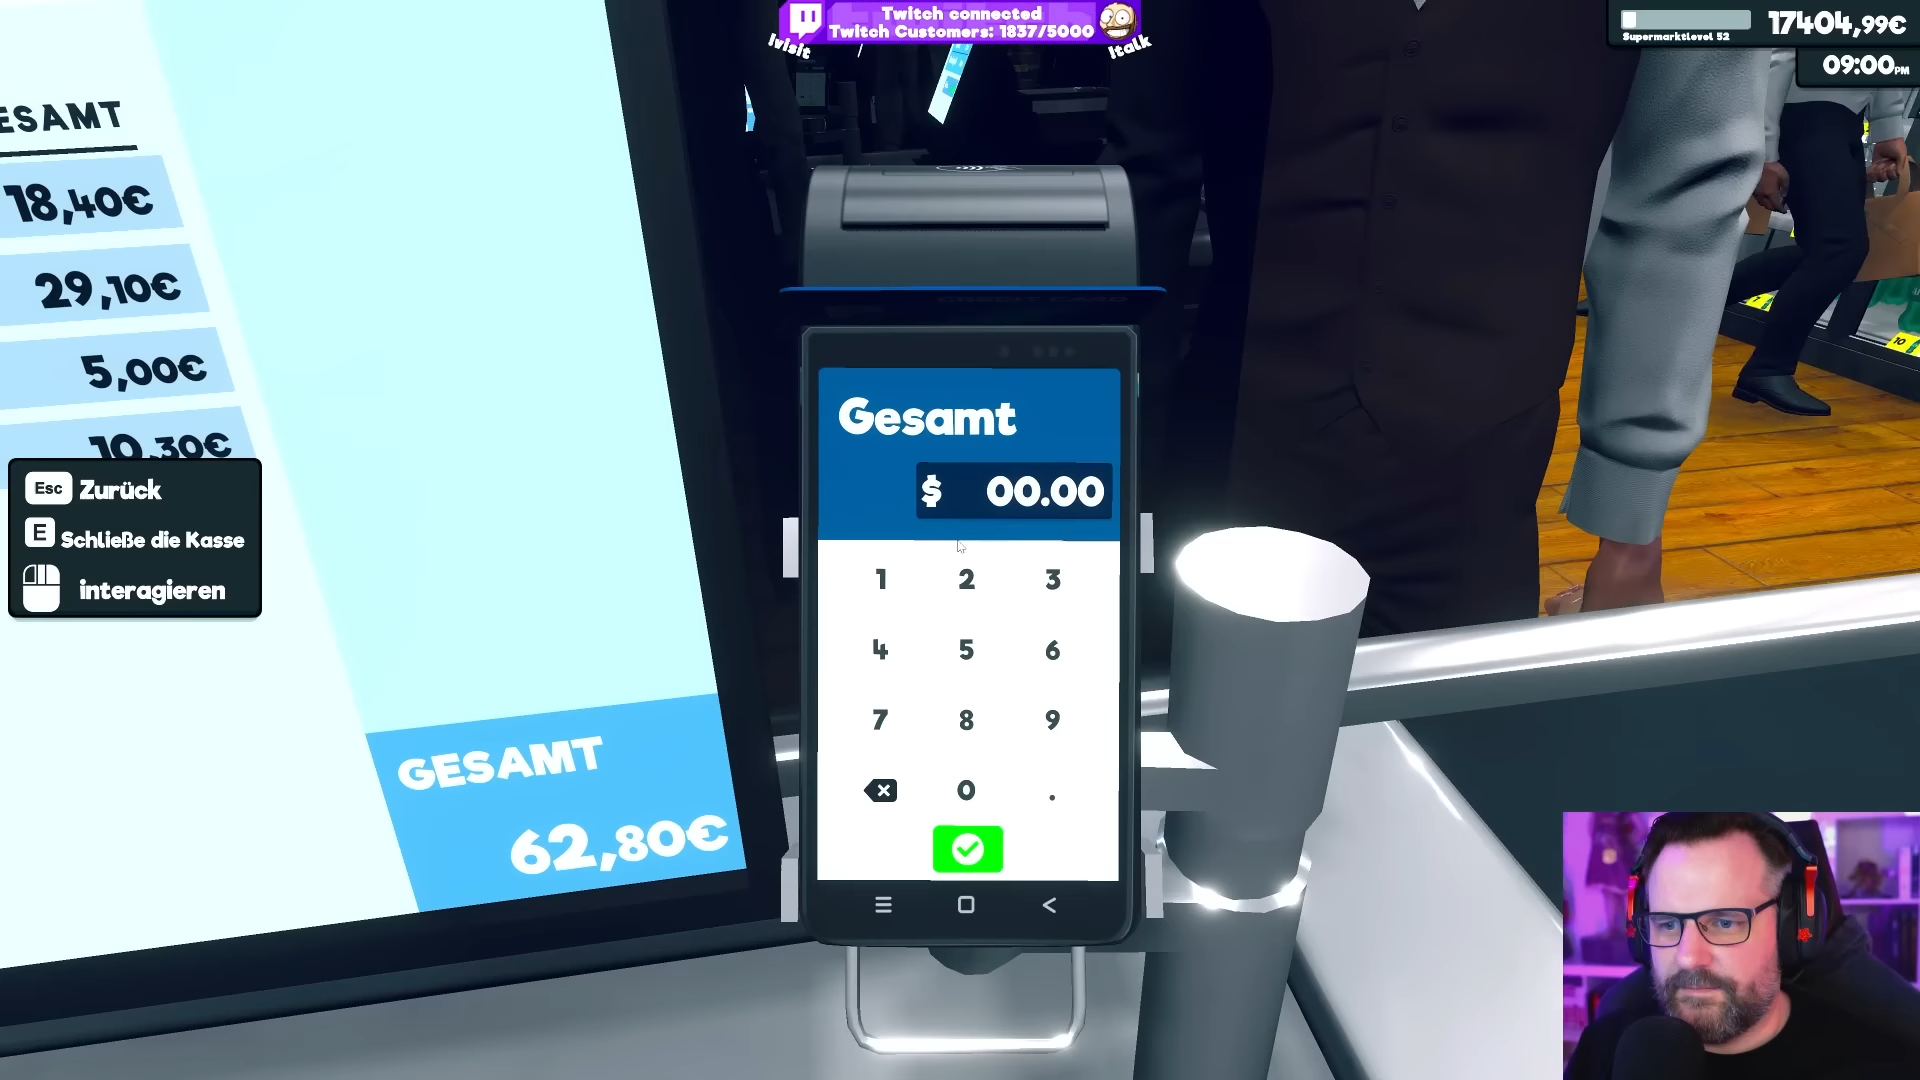 Twitch connected
Twitch Customers: 1837/5000
!visit
!talk
17404,99€
Supermarktlevel 52
09:00PM
ESAMT
18,40€
29,10€
5,00€
10,30€
Esc Zurück
E Schließe die Kasse
interagieren
GESAMT
62,80€
Gesamt
$ 00.00
1 2 3
4 5 6
7 8 9
0 .
10